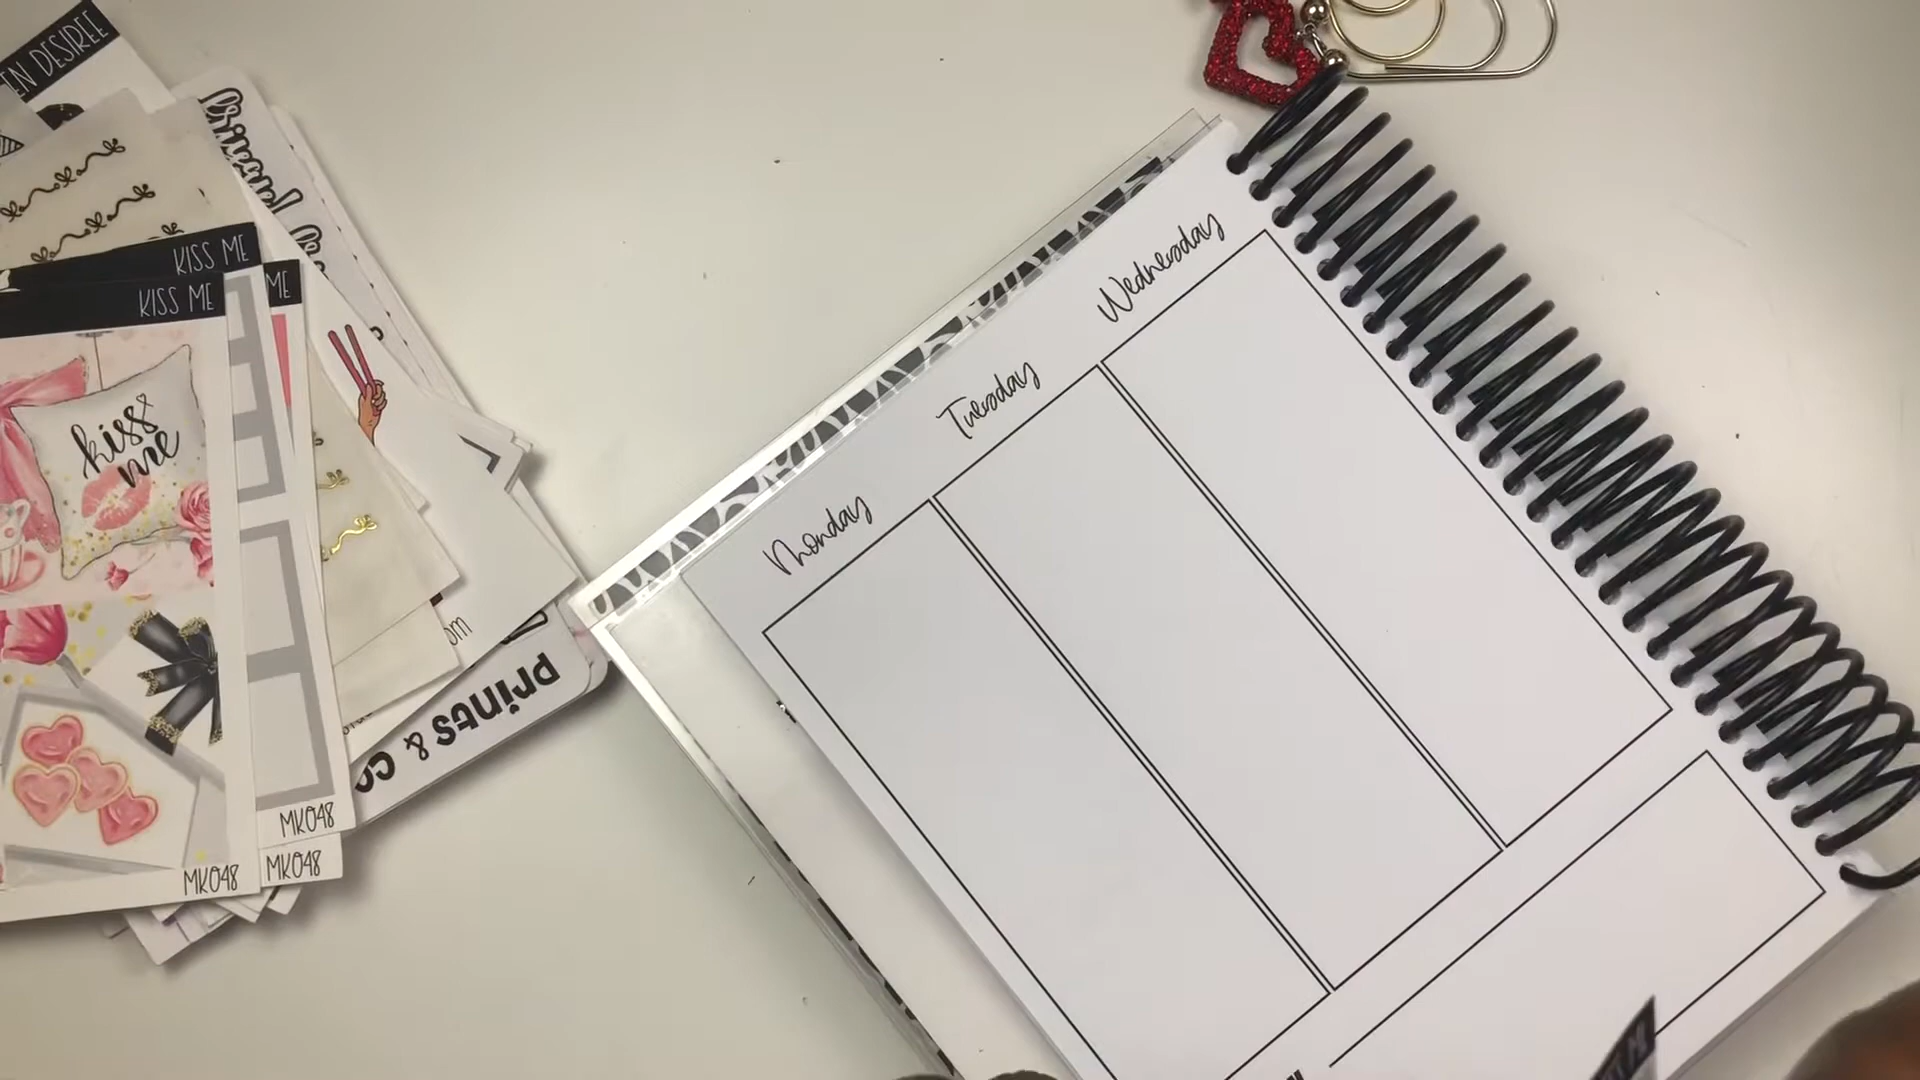 EN DESIREE
KISS ME
KISS ME
ME
kiss
me
MK048
MK048
MK048
prints & co
Monday
Tuesday
Wednesday